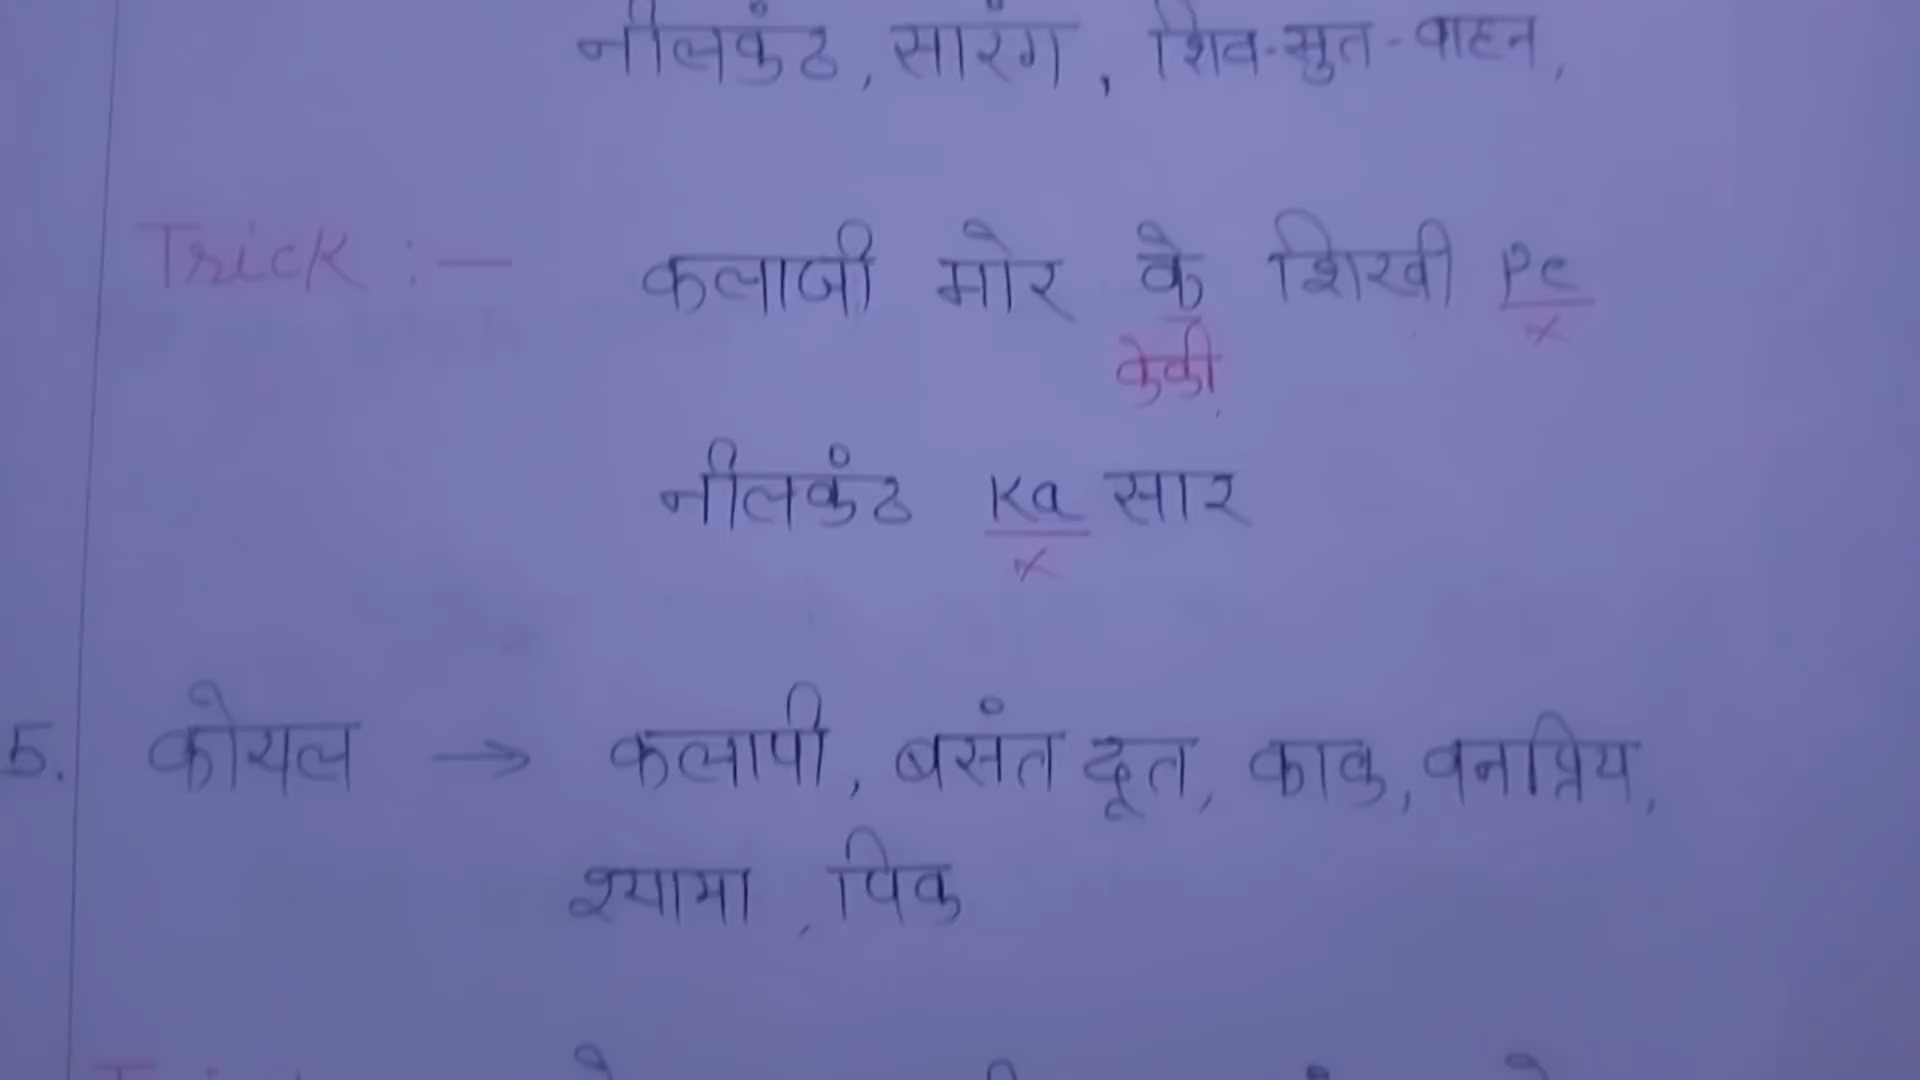 नीलकंठ, सारंग, शिव-सुत-वाहन,
Trick :- कलाजी मोर के शिखी Pe
x
केकी
नीलकंठ Ka सार
x
5. कोयल → कलापी, बसंत दूत, काक, वनप्रिय,
श्यामा, पिक